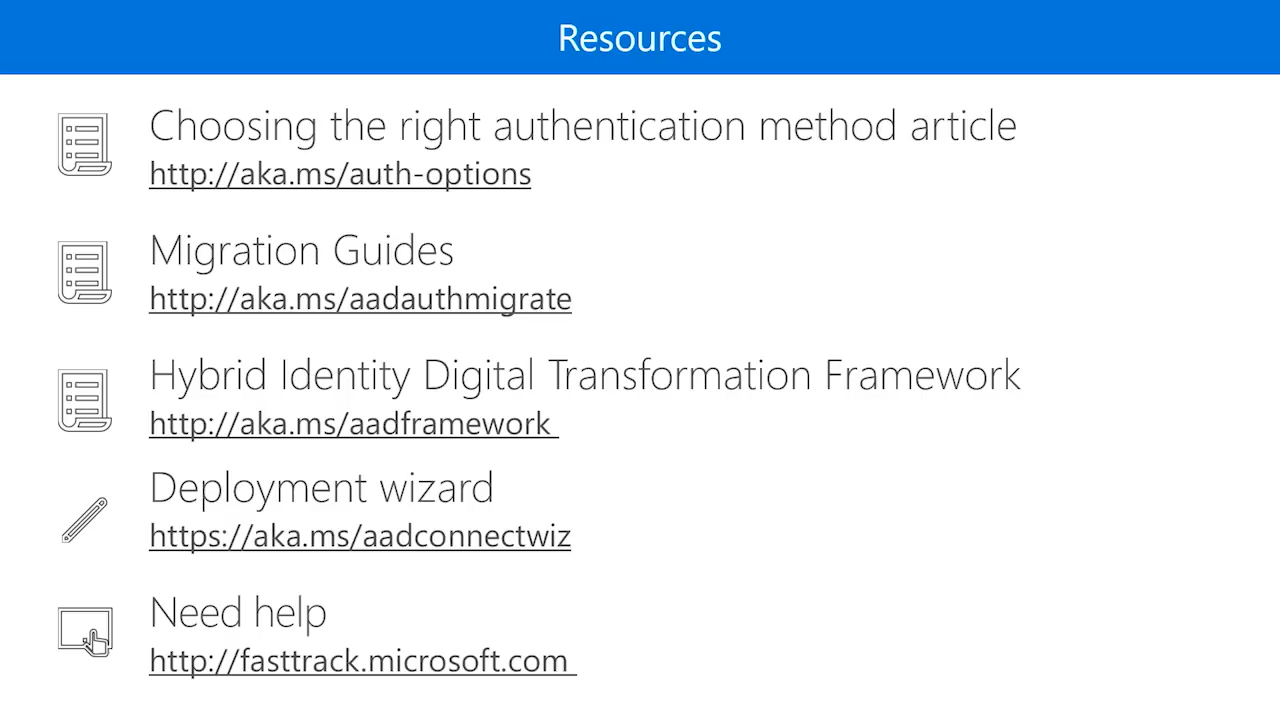 Resources
Choosing the right authentication method article
http://aka.ms/auth-options
Migration Guides
http://aka.ms/aadauthmigrate
Hybrid Identity Digital Transformation Framework
http://aka.ms/aadframework
Deployment wizard
https://aka.ms/aadconnectwiz
Need help
http://fasttrack.microsoft.com